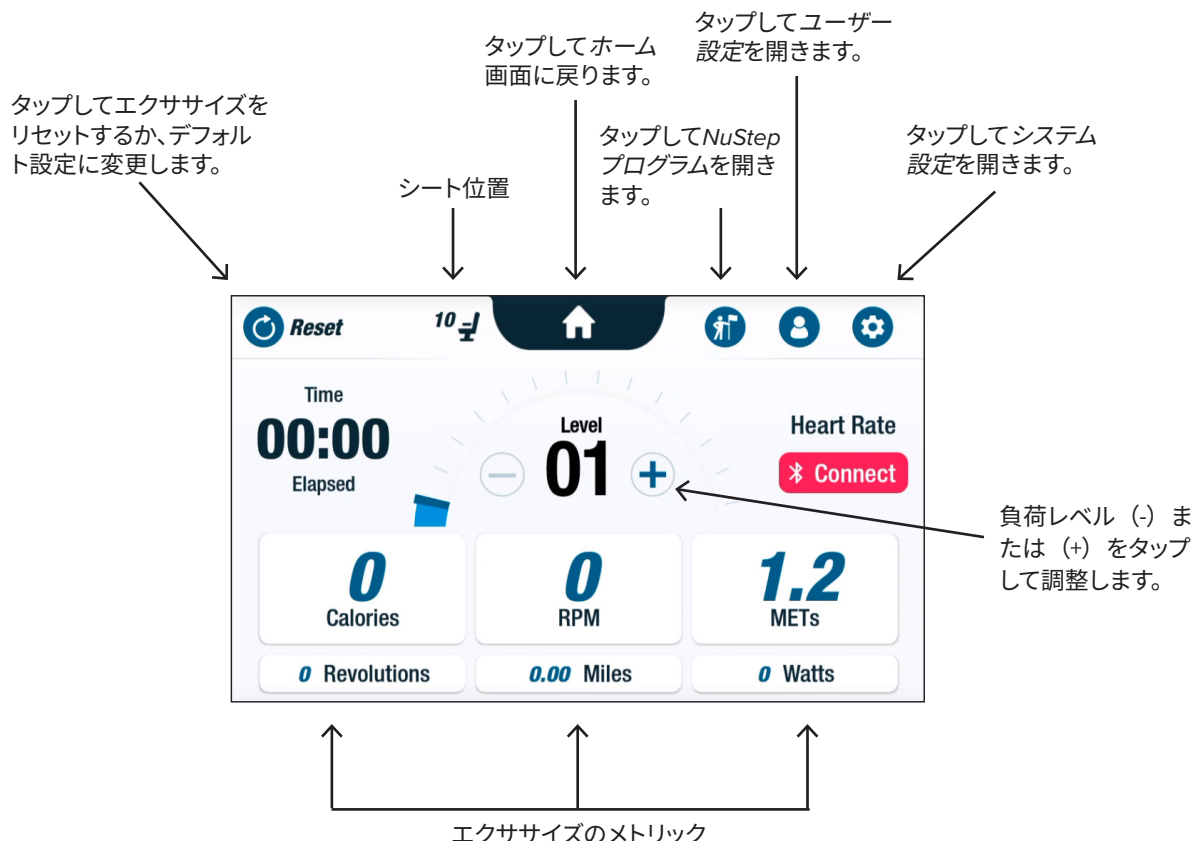 タップしてユーザー
設定を開きます。
タップしてホーム
画面に戻ります。
タップしてエクササイズを
リセットするか、デフォル
ト設定に変更します。
タップしてNuStep
プログラムを開き
ます。
タップしてシステム
設定を開きます。
シート位置
Reset
10
Time
00:00
Elapsed
Level
01
Heart Rate
Connect
負荷レベル（-）ま
たは（+）をタップ
して調整します。
0
Calories
0
RPM
1.2
METs
0 Revolutions
0.00 Miles
0 Watts
エクササイズのメトリック